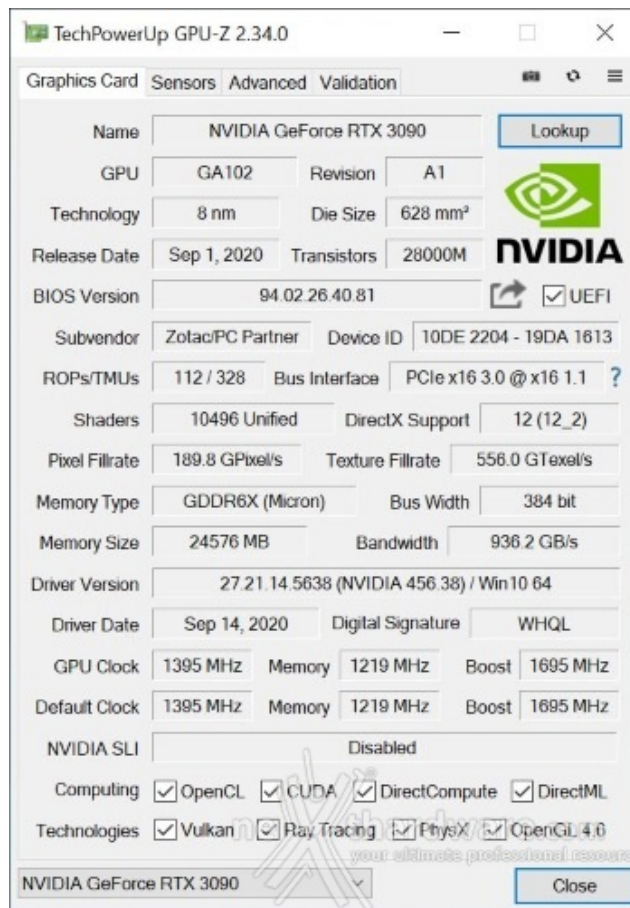 TechPowerUp GPU-Z 2.34.0
Graphics Card Sensors Advanced Validation
Name NVIDIA GeForce RTX 3090 Lookup
GPU GA102 Revision A1
Technology 8 nm Die Size 628 mm²
Release Date Sep 1, 2020 Transistors 28000M
NVIDIA
BIOS Version 94.02.26.40.81 UEFI
Subvendor Zotac/PC Partner Device ID 10DE 2204 - 19DA 1613
ROPs/TMUs 112 / 328 Bus Interface PCIe x16 3.0 @ x16 1.1 ?
Shaders 10496 Unified DirectX Support 12 (12_2)
Pixel Fillrate 189.8 GPixel/s Texture Fillrate 556.0 GTexel/s
Memory Type GDDR6X (Micron) Bus Width 384 bit
Memory Size 24576 MB Bandwidth 936.2 GB/s
Driver Version 27.21.14.5638 (NVIDIA 456.38) / Win10 64
Driver Date Sep 14, 2020 Digital Signature WHQL
GPU Clock 1395 MHz Memory 1219 MHz Boost 1695 MHz
Default Clock 1395 MHz Memory 1219 MHz Boost 1695 MHz
NVIDIA SLI Disabled
Computing OpenCL CUDA DirectCompute DirectML
Technologies Vulkan Ray Tracing PhysX OpenGL 4.6
your ultimate professional resource
NVIDIA GeForce RTX 3090 Close